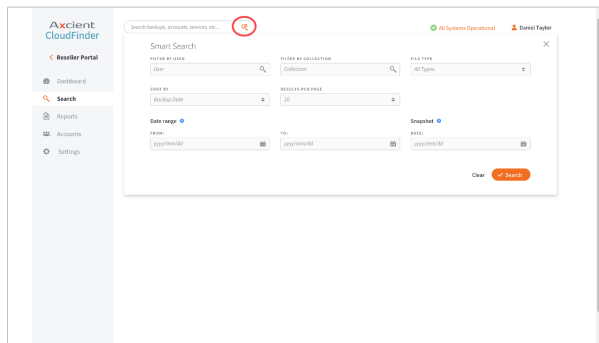 Axcient
CloudFinder
Search backups, accounts, services, etc...
All Systems Operational
Daniel Taylor
Reseller Portal
Dashboard
Search
Reports
Accounts
Settings
Smart Search
FILTER BY USER
FILTER BY COLLECTION
FILE TYPE
User
Collection
All Types
SORT BY
RESULTS PER PAGE
Backup Date
10
Date range
Snapshot
FROM:
TO:
DATE:
yyyy/mm/dd
yyyy/mm/dd
yyyy/mm/dd
Clear
Search